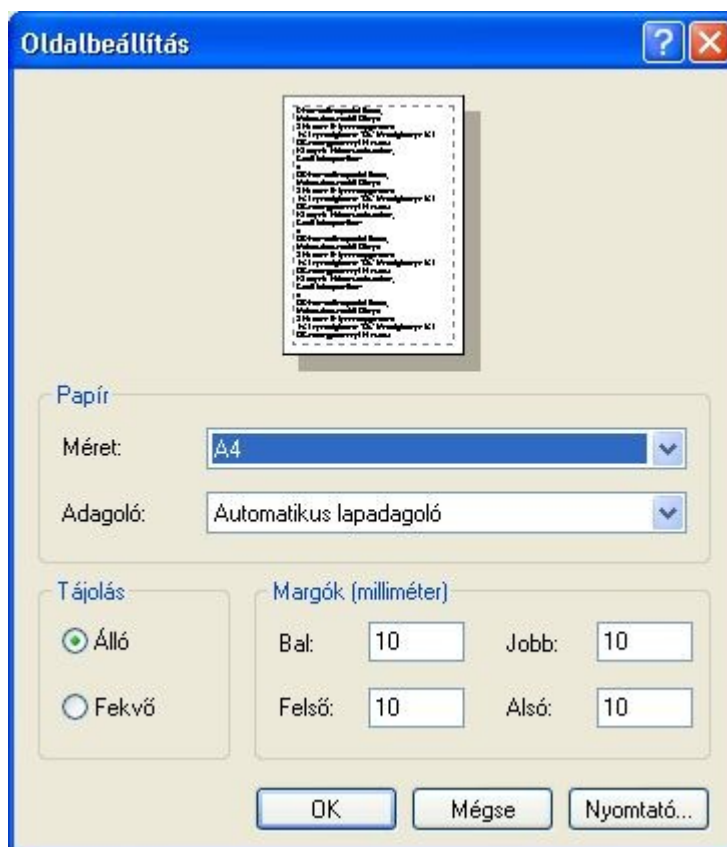 Oldalbeállítás
Papír
Méret: A4
Adagoló: Automatikus lapadagoló
Tájolás
Álló
Fekvő
Margók (milliméter)
Bal: 10 Jobb: 10
Felső: 10 Alsó: 10
OK Mégse Nyomtató...